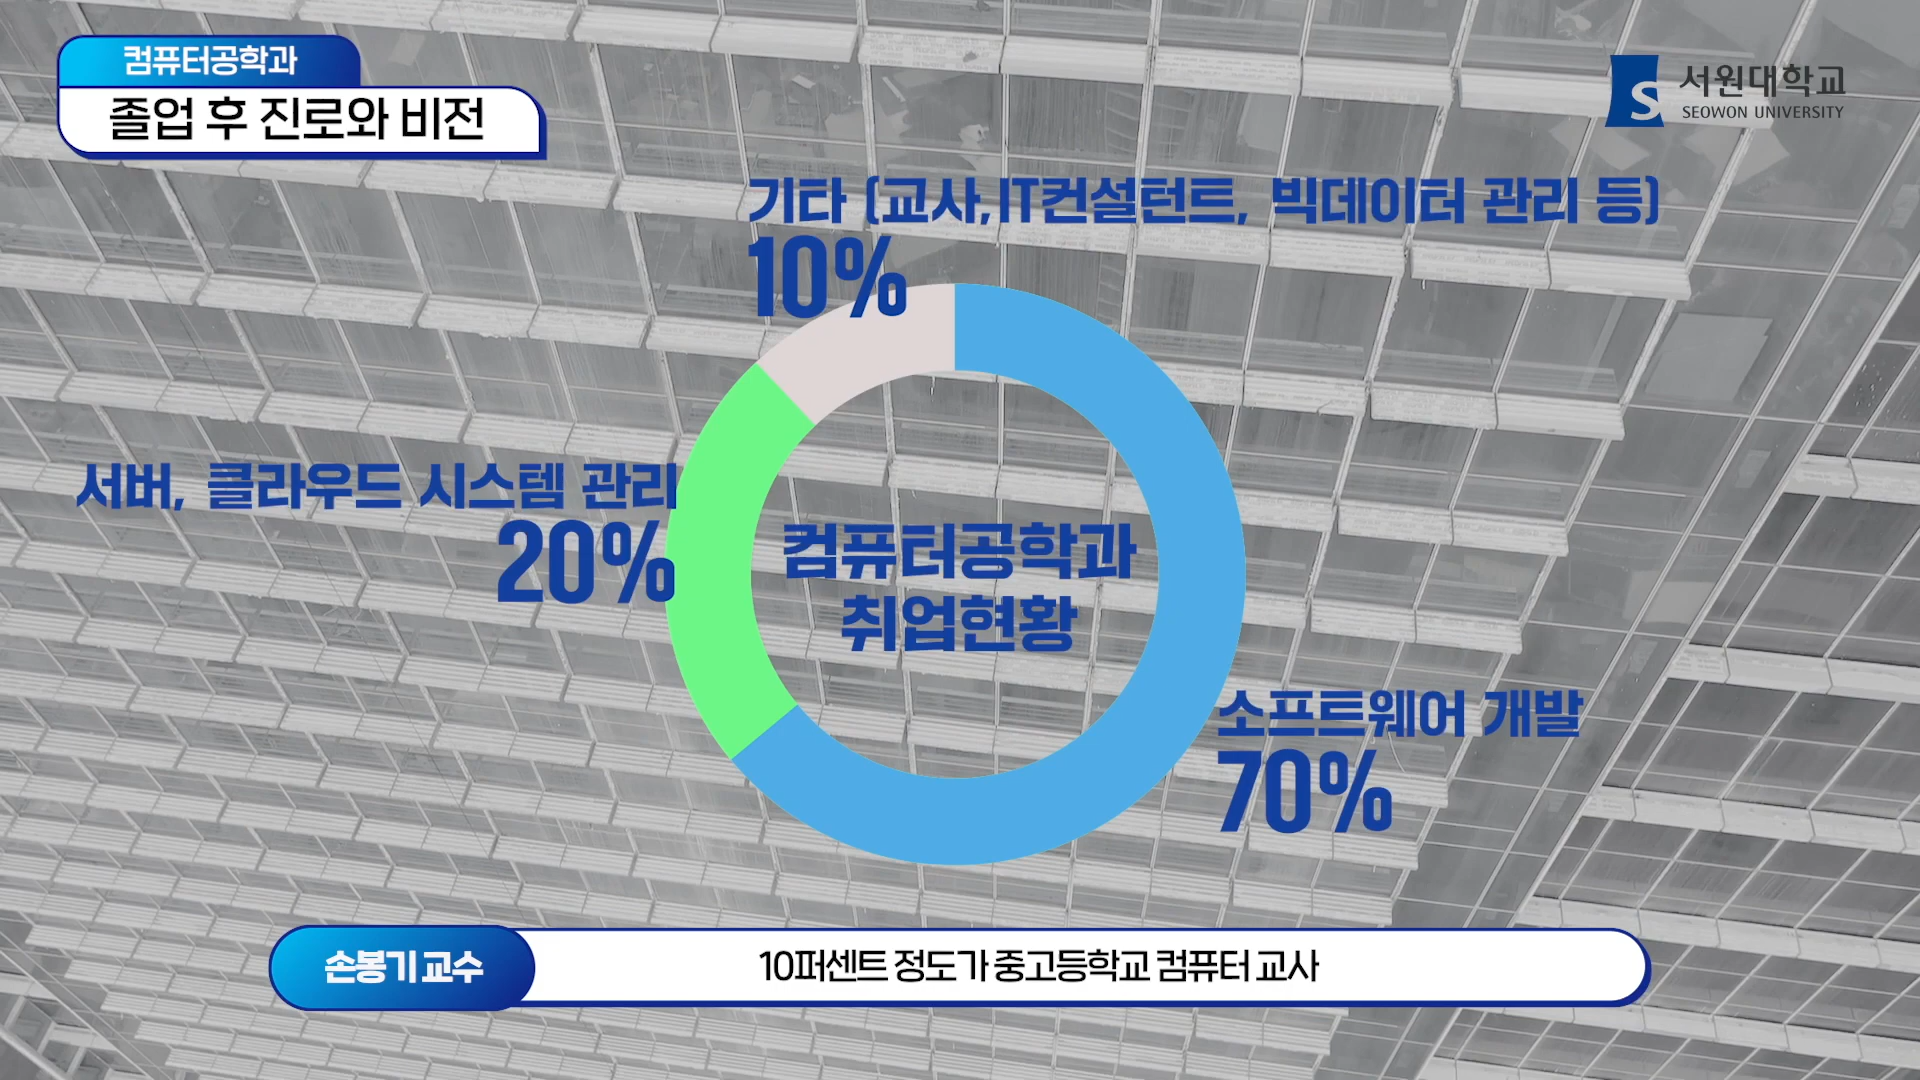 컴퓨터공학과
졸업 후 진로와 비전
서원대학교
SEOWON UNIVERSITY
기타 (교사,IT컨설턴트, 빅데이터 관리 등)
10%
서버, 클라우드 시스템 관리
20%
컴퓨터공학과
취업현황
소프트웨어 개발
70%
손봉기 교수
10퍼센트 정도가 중고등학교 컴퓨터 교사